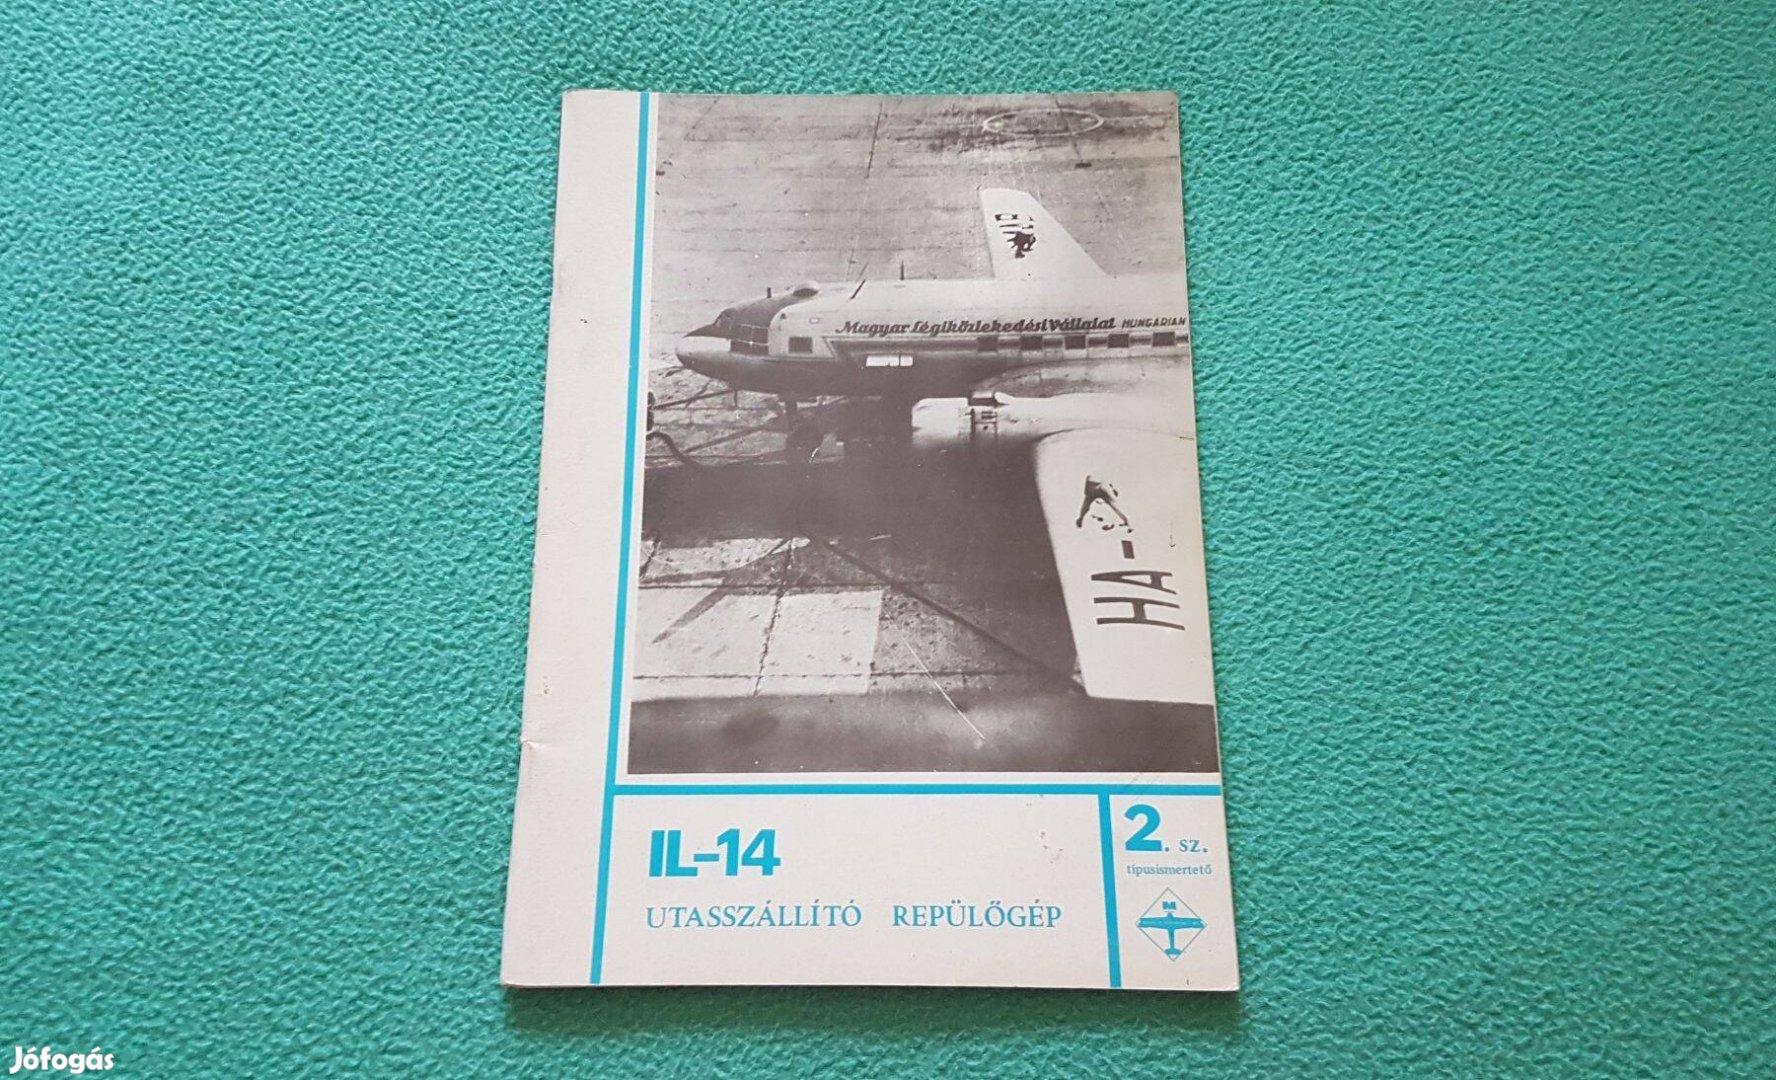 Magyar Légiközlekedési Vállalat HUNGARIAN
HA-
IL-14
UTASSZÁLLÍTÓ REPÜLŐGÉP
2. sz.
típusismertető
M
Jófogás